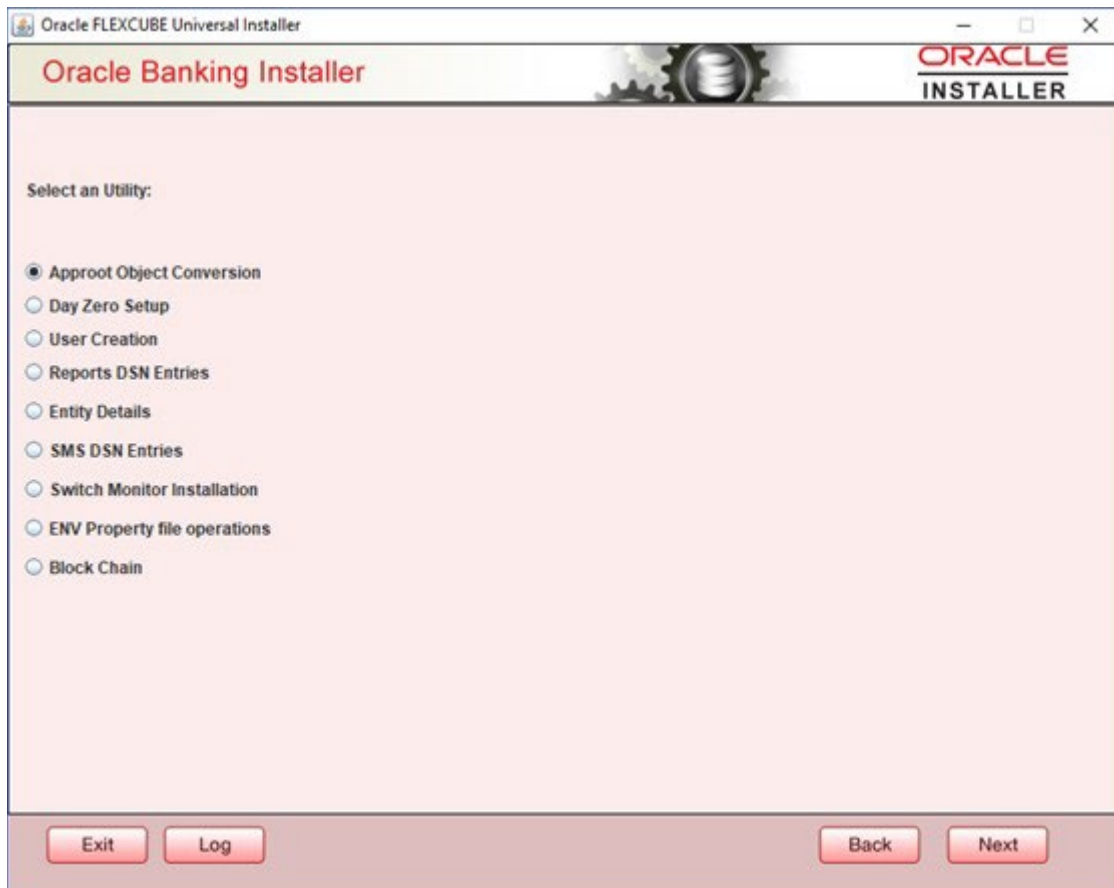 Oracle FLEXCUBE Universal Installer
Oracle Banking Installer
ORACLE
INSTALLER
Select an Utility:
Approot Object Conversion
Day Zero Setup
User Creation
Reports DSN Entries
Entity Details
SMS DSN Entries
Switch Monitor Installation
ENV Property file operations
Block Chain
Exit
Log
Back
Next